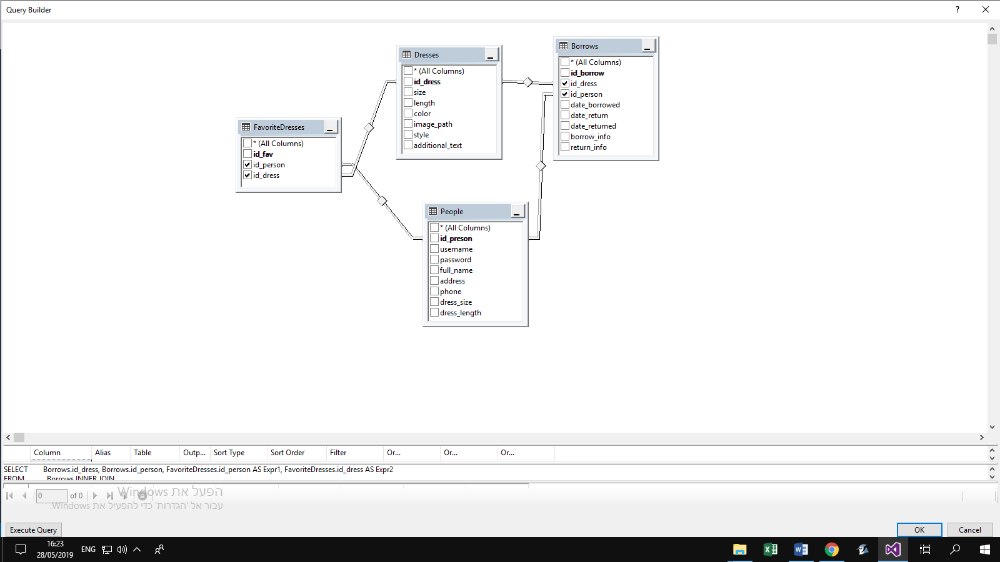 Query Builder
?
Dresses
* (All Columns)
id_dress
size
length
color
image_path
style
additional_text
Borrows
* (All Columns)
id_borrow
id_dress
id_person
date_borrowed
date_return
date_returned
borrow_info
return_info
FavoriteDresses
* (All Columns)
id_fav
id_person
id_dress
People
* (All Columns)
id_preson
username
password
full_name
address
phone
dress_size
dress_length
Column Alias Table Outp... Sort Type Sort Order Filter Or... Or... Or...
SELECT Borrows.id_dress, Borrows.id_person, FavoriteDresses.id_person AS Expr1, FavoriteDresses.id_dress AS Expr2
FROM Borrows INNER JOIN
0 of 0
הפעל את Windows
עבור אל 'הגדרות' כדי להפעיל את Windows.
Execute Query OK Cancel
16:23
28/05/2019
ENG